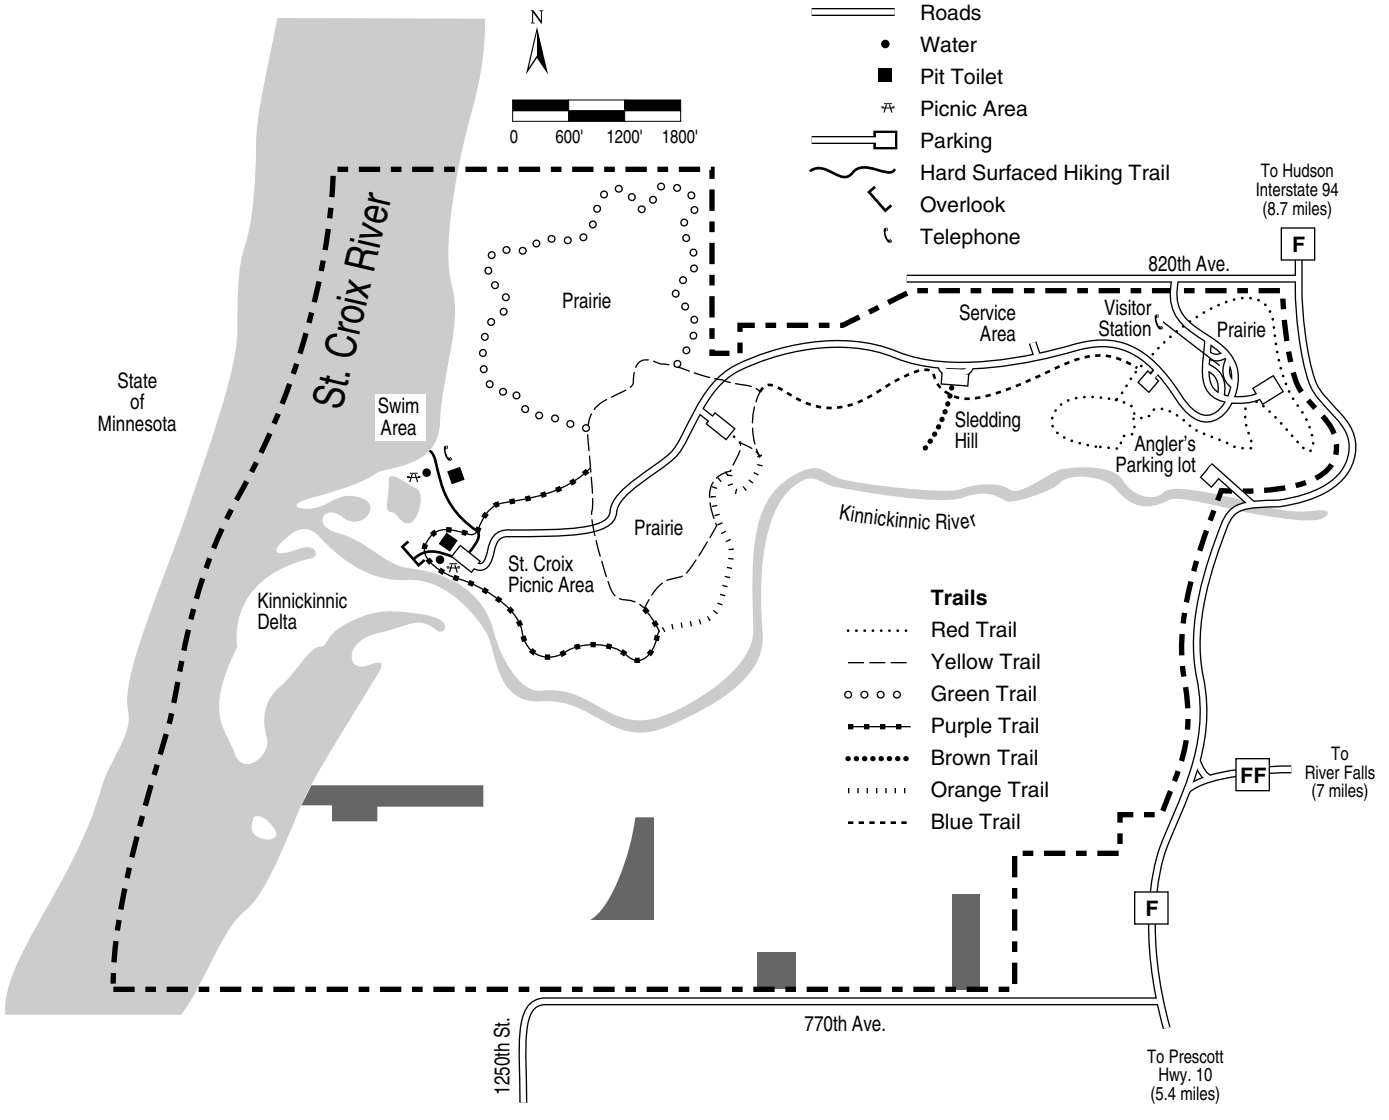 N
0 600' 1200' 1800'
Roads
Water
Pit Toilet
Picnic Area
Parking
Hard Surfaced Hiking Trail
Overlook
Telephone
To Hudson
Interstate 94
(8.7 miles)
F
820th Ave.
St. Croix River
Prairie
Service
Area
Visitor
Station
Prairie
State
of
Minnesota
Swim
Area
Sledding
Hill
Angler's
Parking lot
Kinnickinnic River
Prairie
St. Croix
Picnic Area
Kinnickinnic
Delta
Trails
Red Trail
Yellow Trail
Green Trail
Purple Trail
Brown Trail
Orange Trail
Blue Trail
FF
To
River Falls
(7 miles)
F
770th Ave.
1250th St.
To Prescott
Hwy. 10
(5.4 miles)